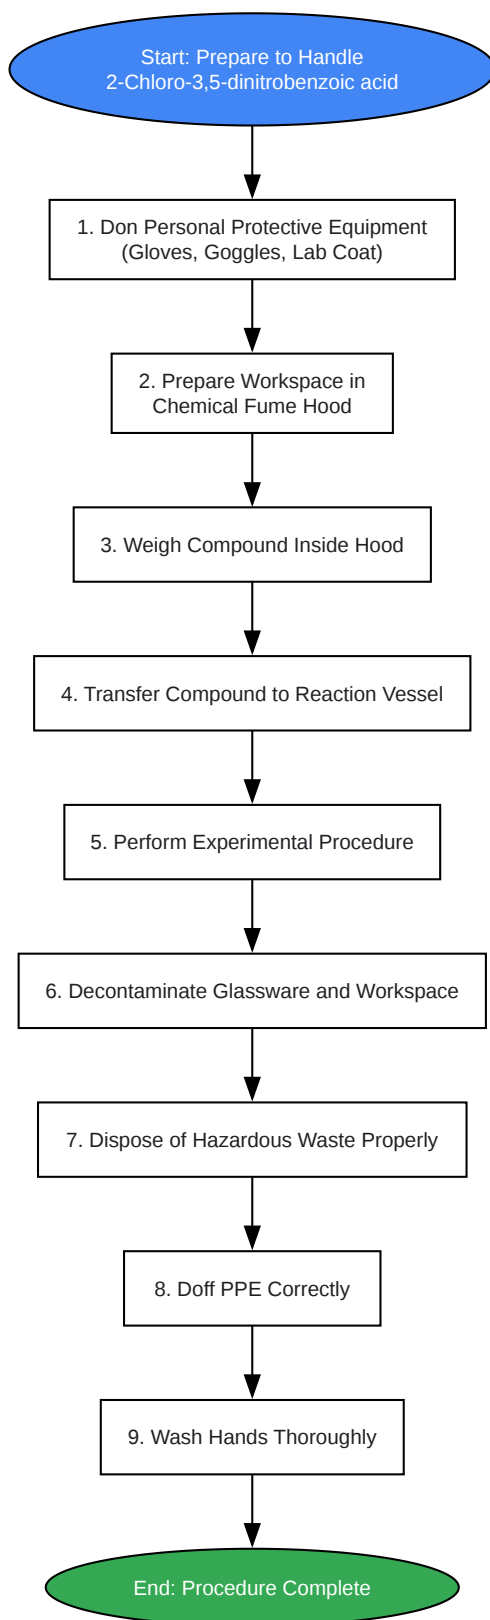 Start: Prepare to Handle
2-Chloro-3,5-dinitrobenzoic acid
1. Don Personal Protective Equipment
(Gloves, Goggles, Lab Coat)
2. Prepare Workspace in
Chemical Fume Hood
3. Weigh Compound Inside Hood
4. Transfer Compound to Reaction Vessel
5. Perform Experimental Procedure
6. Decontaminate Glassware and Workspace
7. Dispose of Hazardous Waste Properly
8. Doff PPE Correctly
9. Wash Hands Thoroughly
End: Procedure Complete